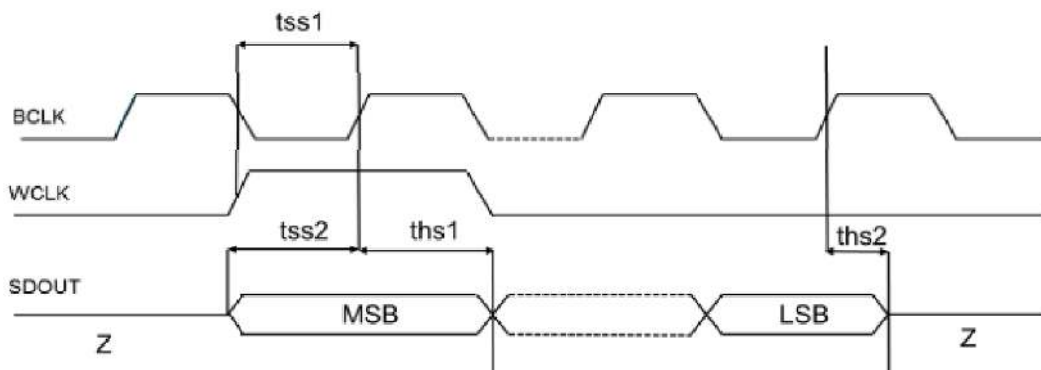 tss1
BCLK
WCLK
tss2
ths1
ths2
SDOUT
MSB
LSB
Z
Z